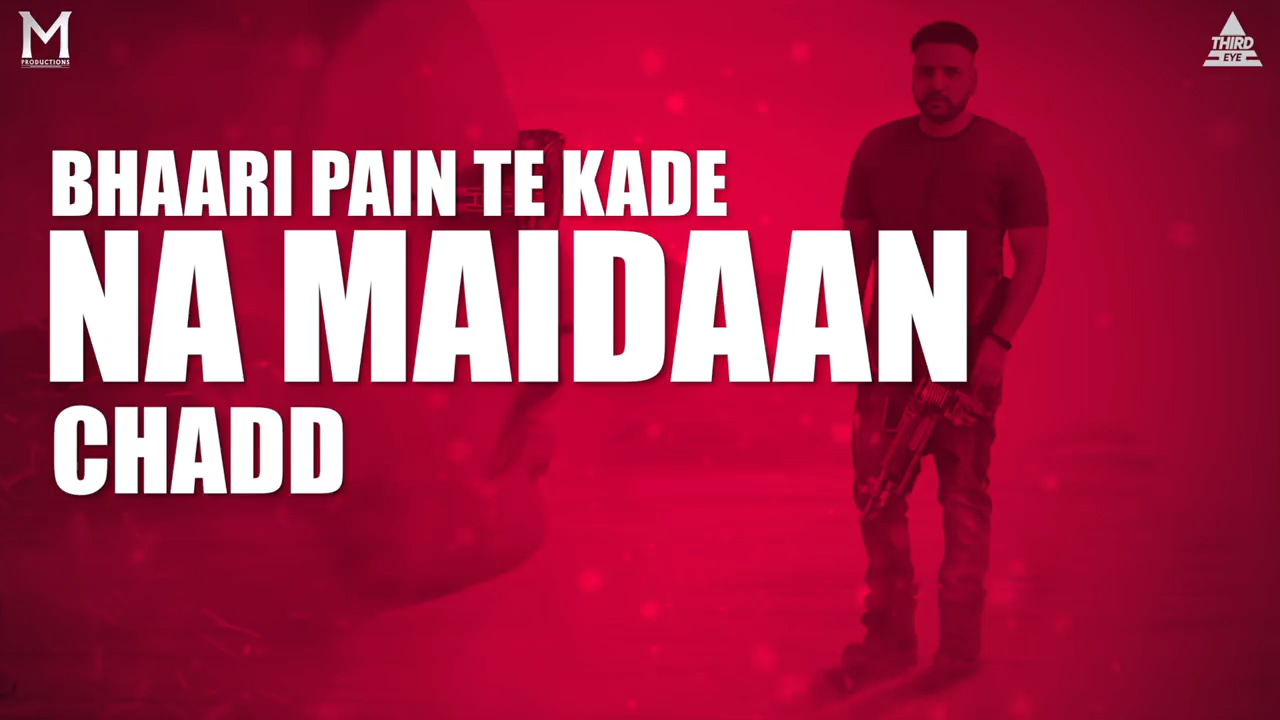 M
PRODUCTIONS
THIRD
EYE
BHAARI PAIN TE KADE
NA MAIDAAN
CHADD